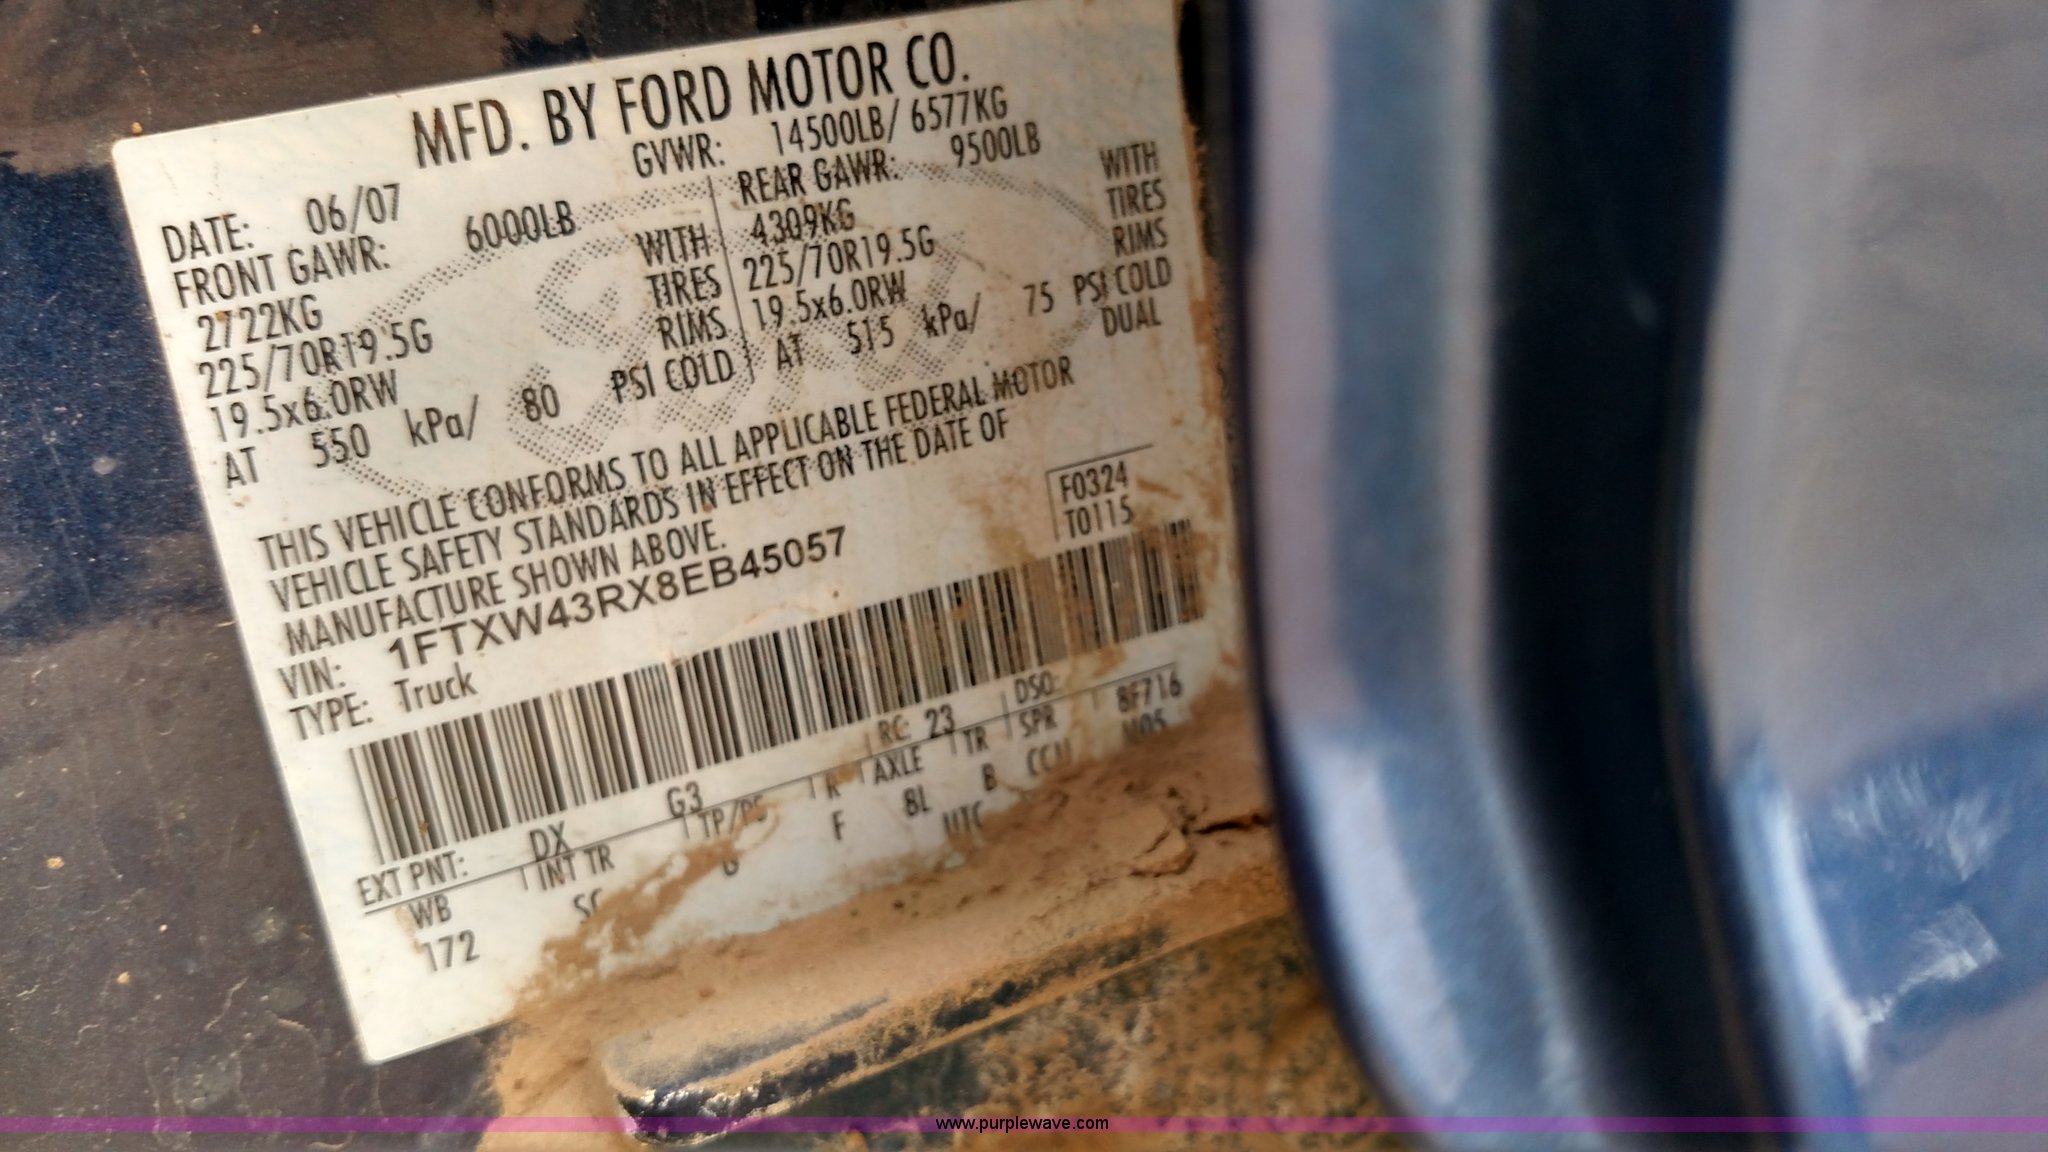 MFD. BY FORD MOTOR CO.
DATE: 06/07 GVWR: 14500LB/ 6577KG
FRONT GAWR: 6000LB REAR GAWR: 9500LB
2722KG WITH 4309KG WITH
225/70R19.5G TIRES 225/70R19.5G TIRES
19.5x6.0RW RIMS 19.5x6.0RW RIMS
AT 550 kPa/ 80 PSI COLD AT 515 kPa/ 75 PSI COLD
DUAL
THIS VEHICLE CONFORMS TO ALL APPLICABLE FEDERAL MOTOR
VEHICLE SAFETY STANDARDS IN EFFECT ON THE DATE OF
MANUFACTURE SHOWN ABOVE.
F0324
T0115
VIN: 1FTXW43RX8EB45057
TYPE: Truck
EXT PNT: DX G3 RC: 23 DSO:
WB INT TR TP/PS R AXLE TR SPR 8F716
172 F 8L B
UTC
www.purplewave.com